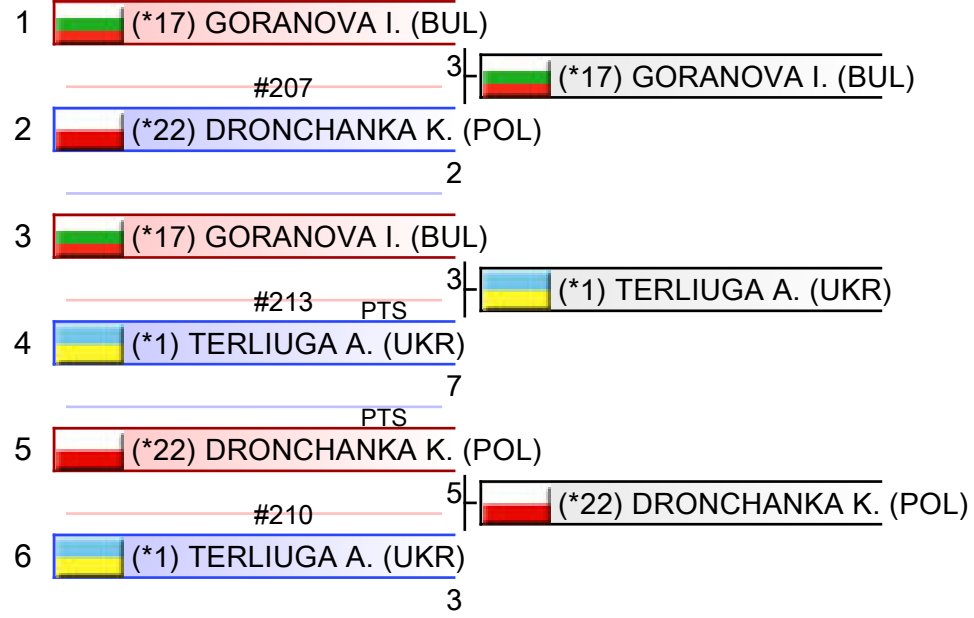 1 (*17) GORANOVA I. (BUL)
3
(*17) GORANOVA I. (BUL)
#207
2 (*22) DRONCHANKA K. (POL)
2
3 (*17) GORANOVA I. (BUL)
3
(*1) TERLIUGA A. (UKR)
#213 PTS
4 (*1) TERLIUGA A. (UKR)
7
PTS
5 (*22) DRONCHANKA K. (POL)
5
(*22) DRONCHANKA K. (POL)
#210
6 (*1) TERLIUGA A. (UKR)
3